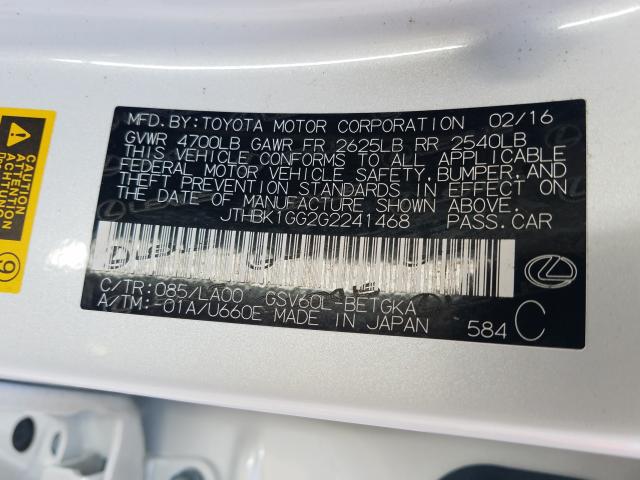 MFD. BY: TOYOTA MOTOR CORPORATION 02/16
GVWR 4700LB GAWR FR 2625LB RR 2540LB
THIS VEHICLE CONFORMS TO ALL APPLICABLE
FEDERAL MOTOR VEHICLE SAFETY, BUMPER, AND
THEFT PREVENTION STANDARDS IN EFFECT ON
THE DATE OF MANUFACTURE SHOWN ABOVE.
JTHBK1GG2G2241468 PASS.CAR
C/TR:085/LA00 GSV60L-BETGKA
A/TM:-01A/U660E MADE IN JAPAN 584 C
CAUTION
9